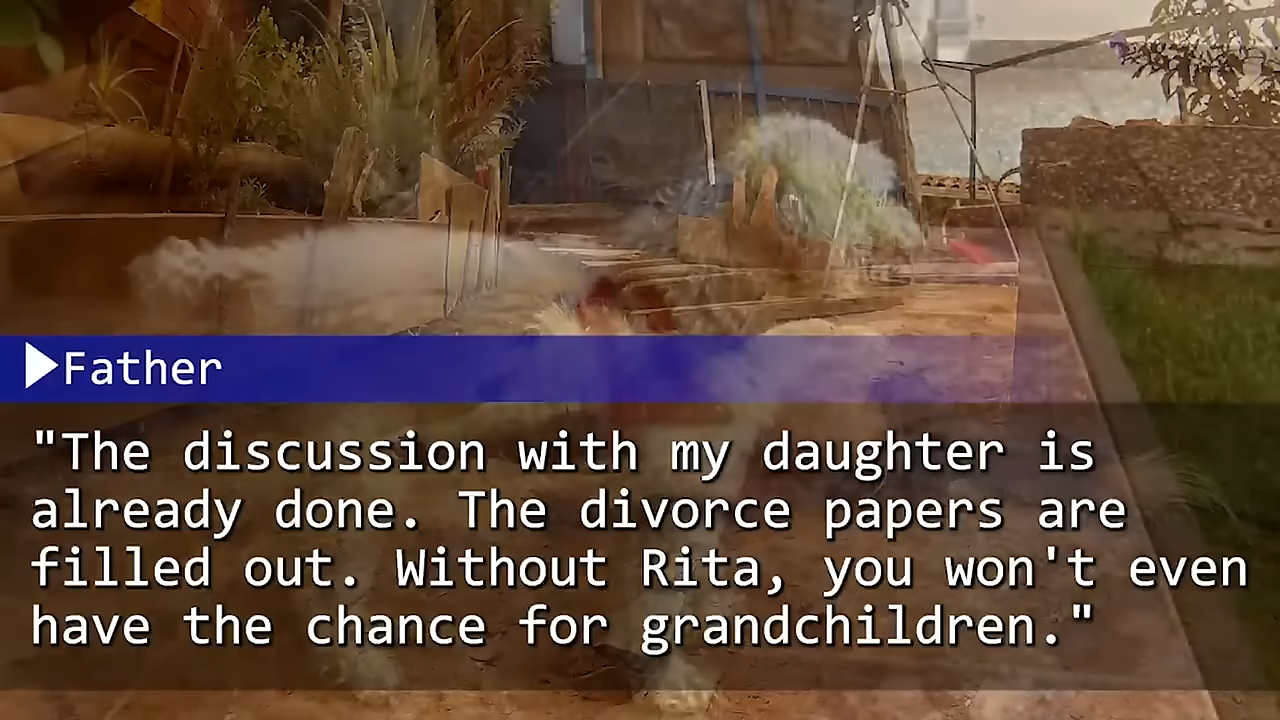 ▶Father
"The discussion with my daughter is
already done. The divorce papers are
filled out. Without Rita, you won't even
have the chance for grandchildren."